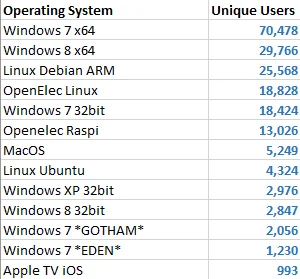 Operating System Unique Users
Windows 7 x64 70,478
Windows 8 x64 29,766
Linux Debian ARM 25,568
OpenElec Linux 18,828
Windows 7 32bit 18,424
Openelec Raspi 13,026
MacOS 5,249
Linux Ubuntu 4,324
Windows XP 32bit 2,976
Windows 8 32bit 2,847
Windows 7 *GOTHAM* 2,056
Windows 7 *EDEN* 1,230
Apple TV iOS 993